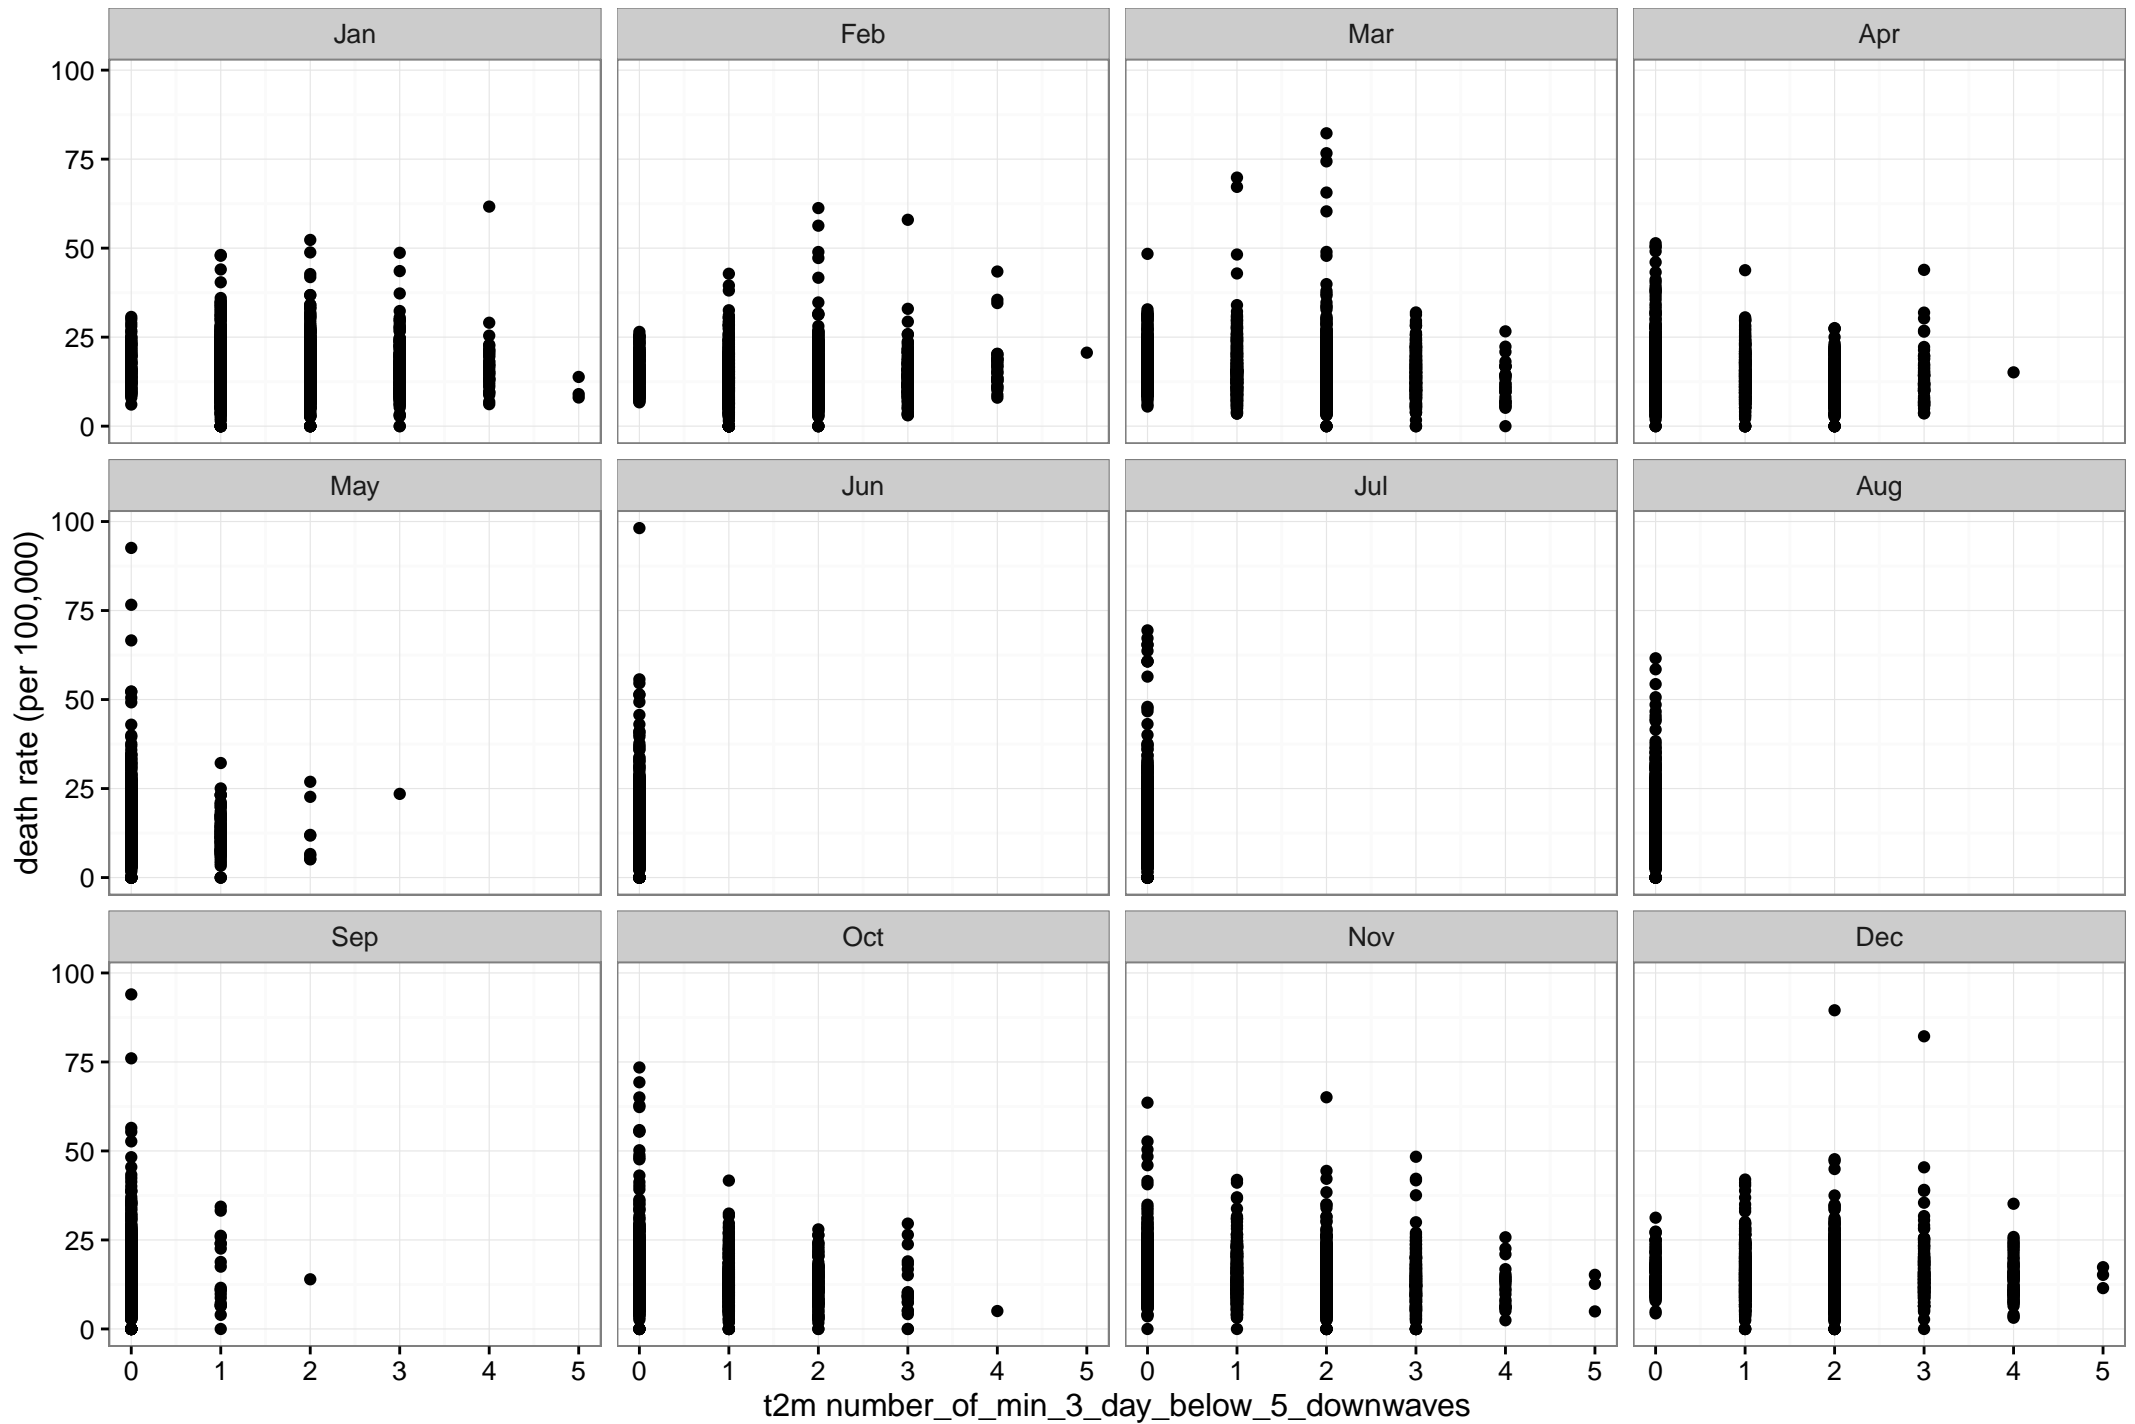 Jan Feb Mar Apr
100
75
50
25
0
May Jun Jul Aug
100
75
50
25
0
death rate (per 100,000)
Sep Oct Nov Dec
100
75
50
25
0
0 1 2 3 4 5 0 1 2 3 4 5 0 1 2 3 4 5 0 1 2 3 4 5
t2m number_of_min_3_day_below_5_downwaves